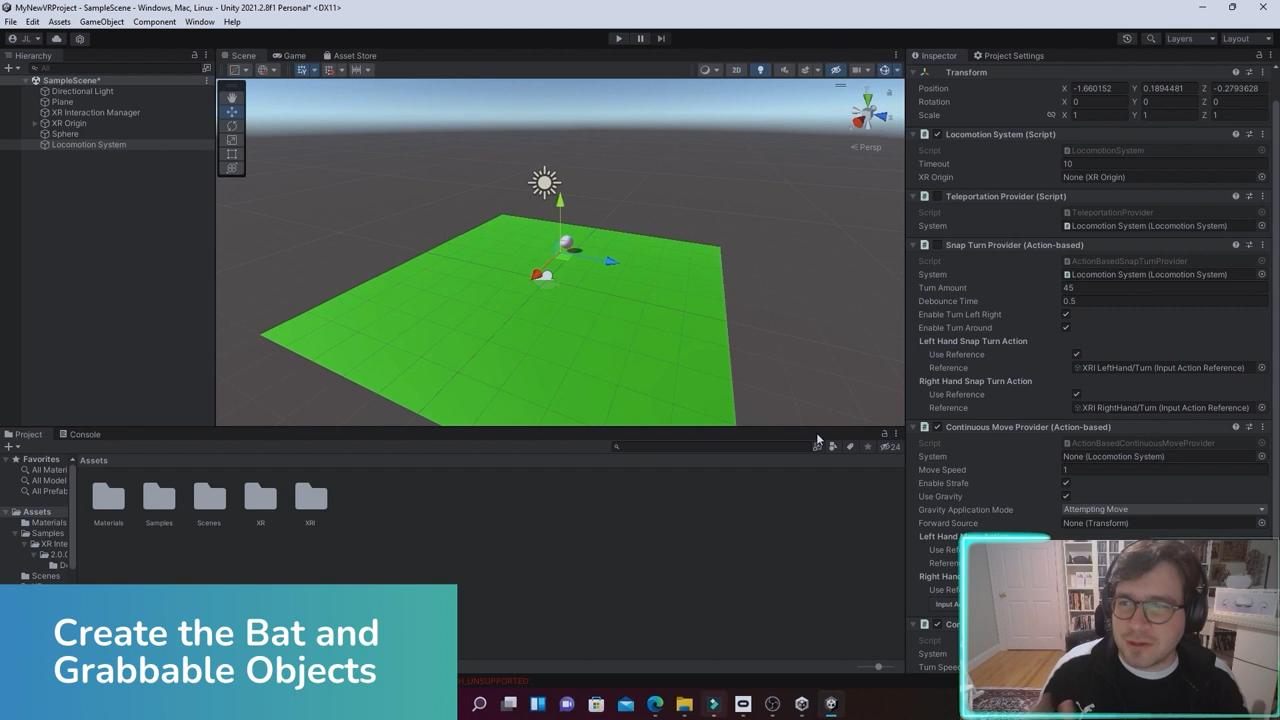 MyNewVRProject - SampleScene - Windows, Mac, Linux - Unity 2021.2.8f1 Personal* <DX11>
File Edit Assets GameObject Component Window Help
JL
Layers Layout
Hierarchy
All
SampleScene*
Directional Light
Plane
XR Interaction Manager
XR Origin
Sphere
Locomotion System
Scene Game Asset Store
2D
Persp
Inspector Project Settings
Transform
Position X -1.660152 Y 0.1894481 Z -0.2793628
Rotation X 0 Y 0 Z 0
Scale X 1 Y 1 Z 1
Locomotion System (Script)
Script LocomotionSystem
Timeout 10
XR Origin None (XR Origin)
Teleportation Provider (Script)
Script TeleportationProvider
System Locomotion System (Locomotion System)
Snap Turn Provider (Action-based)
Script ActionBasedSnapTurnProvider
System Locomotion System (Locomotion System)
Turn Amount 45
Debounce Time 0.5
Enable Turn Left Right
Enable Turn Around
Left Hand Snap Turn Action
Use Reference
Reference XRI LeftHand/Turn (Input Action Reference)
Right Hand Snap Turn Action
Use Reference
Reference XRI RightHand/Turn (Input Action Reference)
Continuous Move Provider (Action-based)
Script ActionBasedContinuousMoveProvider
System None (Locomotion System)
Move Speed 1
Enable Strafe
Use Gravity
Gravity Application Mode Attempting Move
Forward Source None (Transform)
Left Hand
Use
Right Han
Use
Input A
Script
System
Turn Speed
Project Console
24
Favorites
All Materi
All Model
All Prefab
Assets
Materials
Samples
XR Inte
2.0.
Scenes
Assets
Materials Samples Scenes XR XRI
H_UNSUPPORTED'.
Create the Bat and
Grabbable Objects